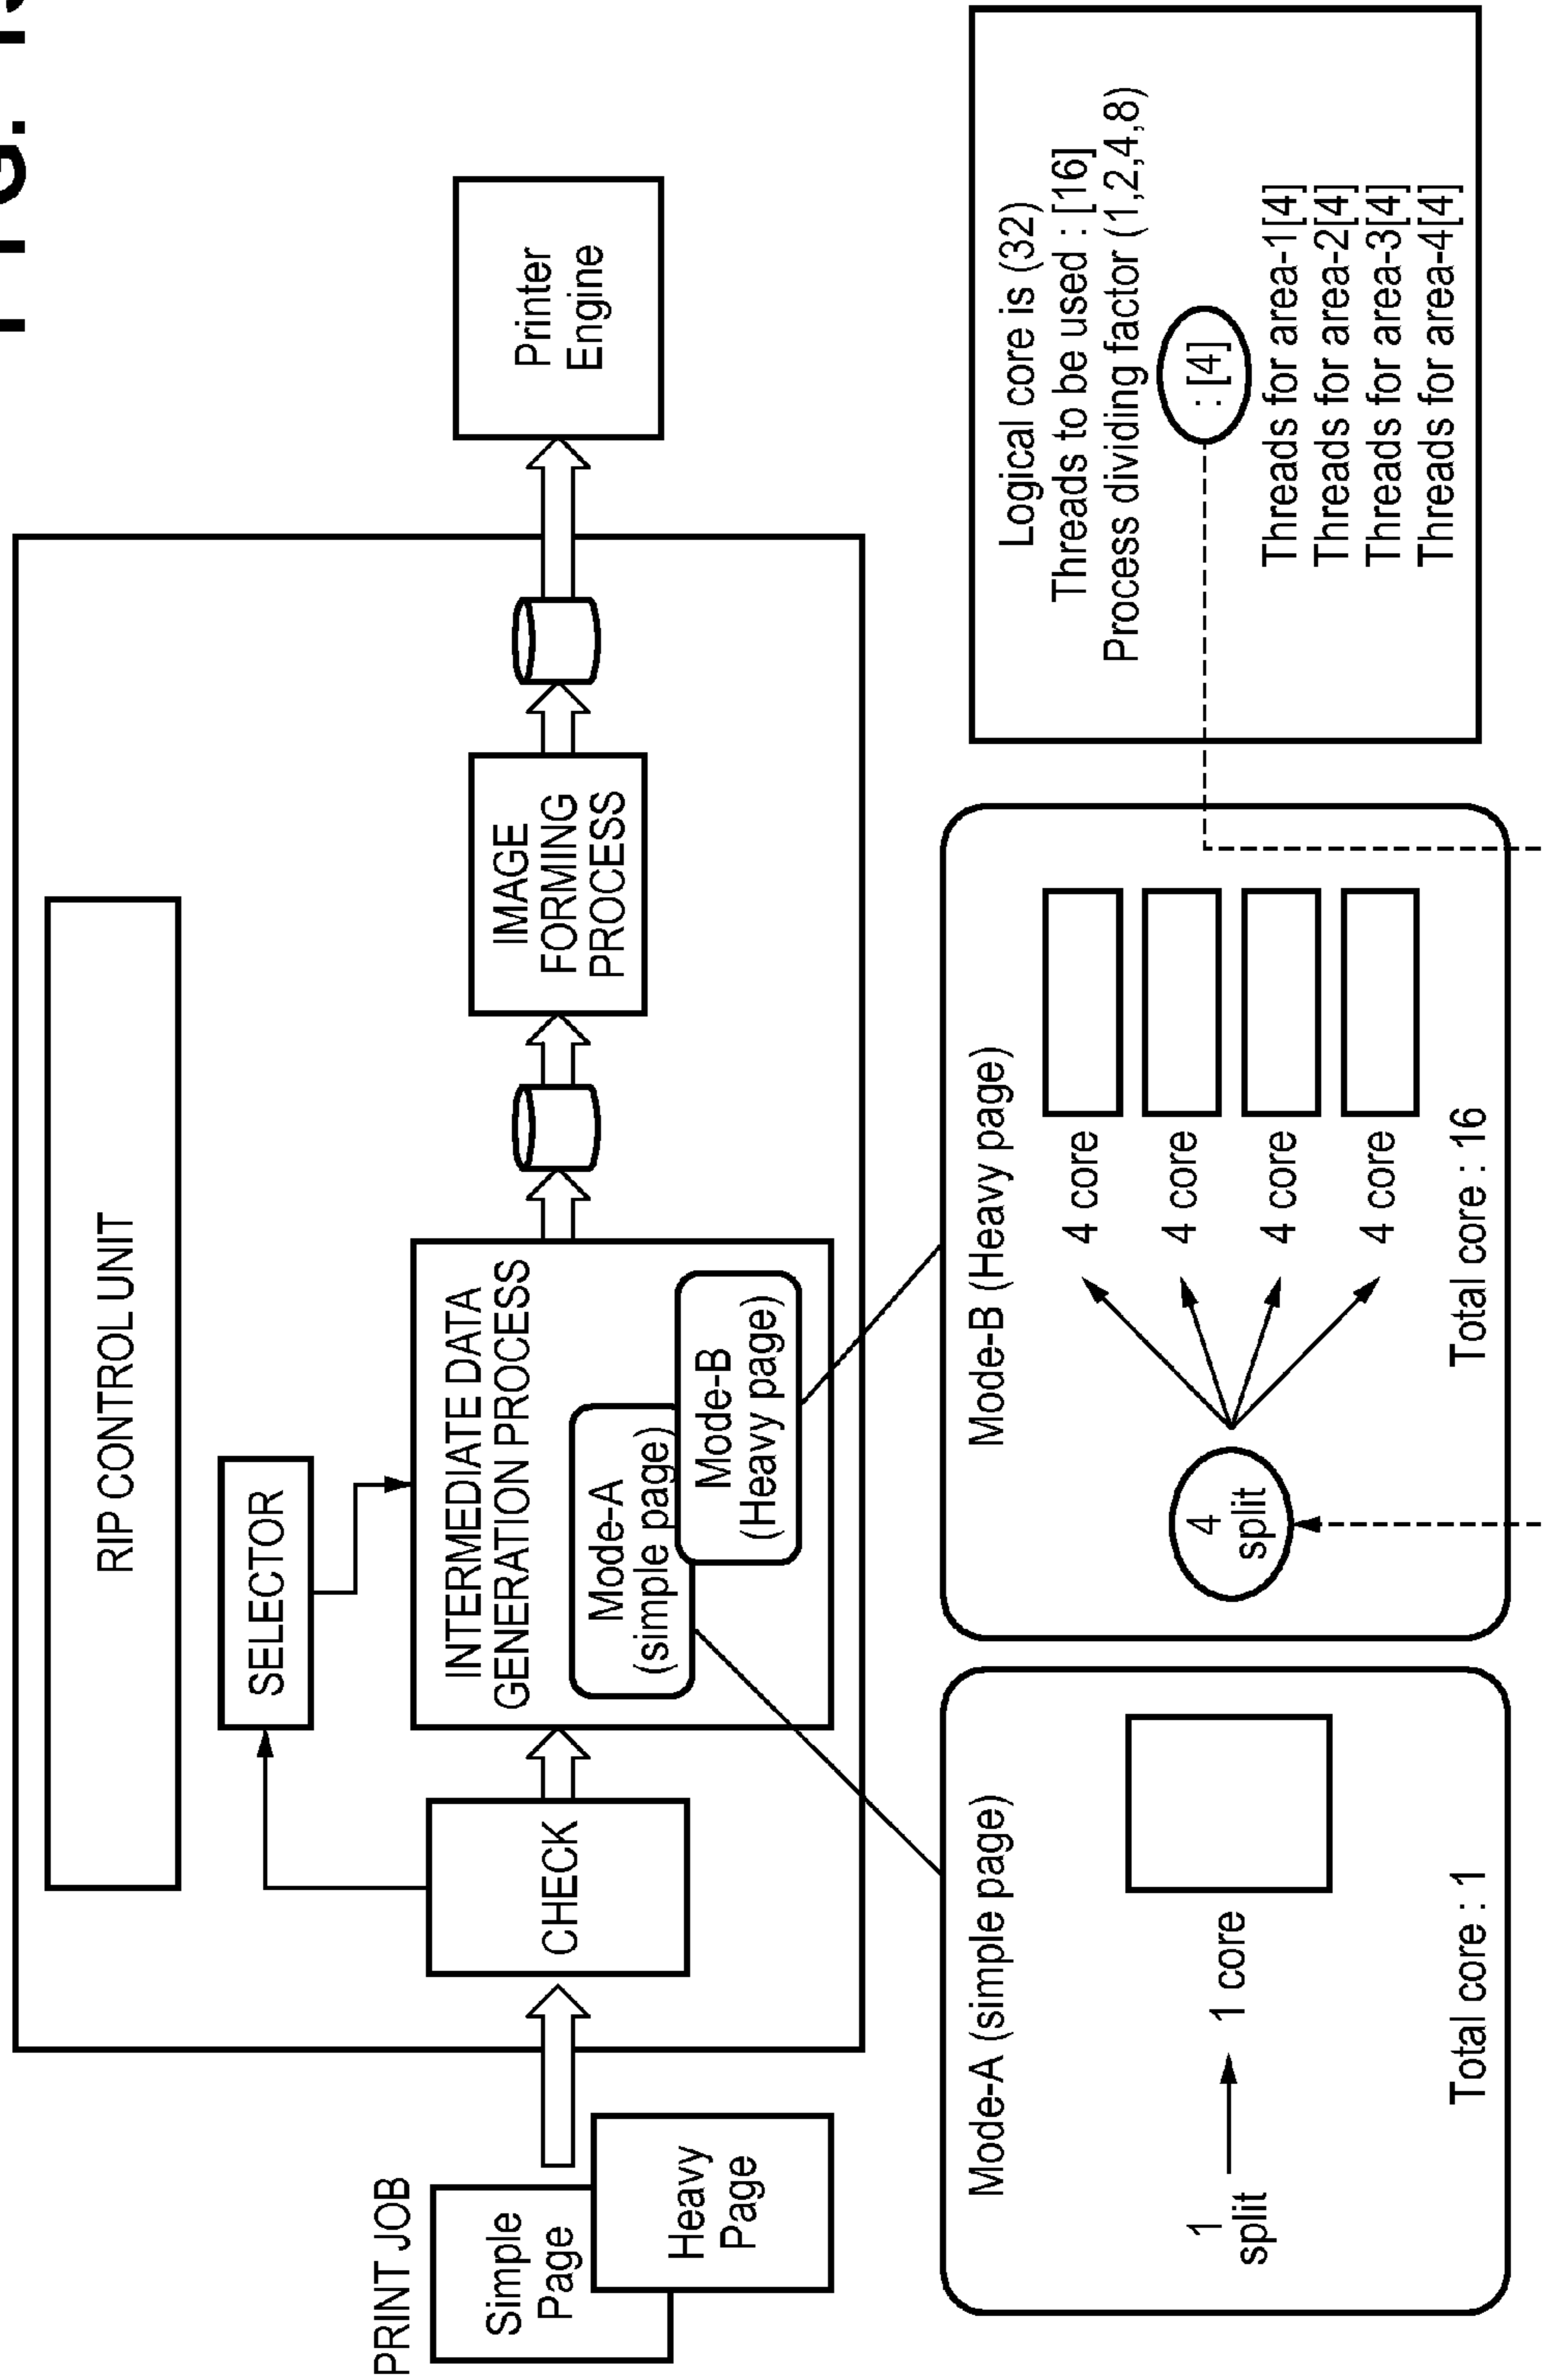 RIP CONTROL UNIT
SELECTOR
PRINT JOB
Simple
Page
Heavy
Page
CHECK
INTERMEDIATE DATA
GENERATION PROCESS
Mode-A
(simple page)
Mode-B
(Heavy page)
IMAGE
FORMING
PROCESS
Printer
Engine
Mode-A (simple page)
1
split
1 core
Total core : 1
Mode-B (Heavy page)
4
split
4 core
4 core
4 core
4 core
Total core : 16
Logical core is (32)
Threads to be used : [16]
Process dividing factor (1,2,4,8)
: [4]
Threads for area-1[4]
Threads for area-2[4]
Threads for area-3[4]
Threads for area-4[4]